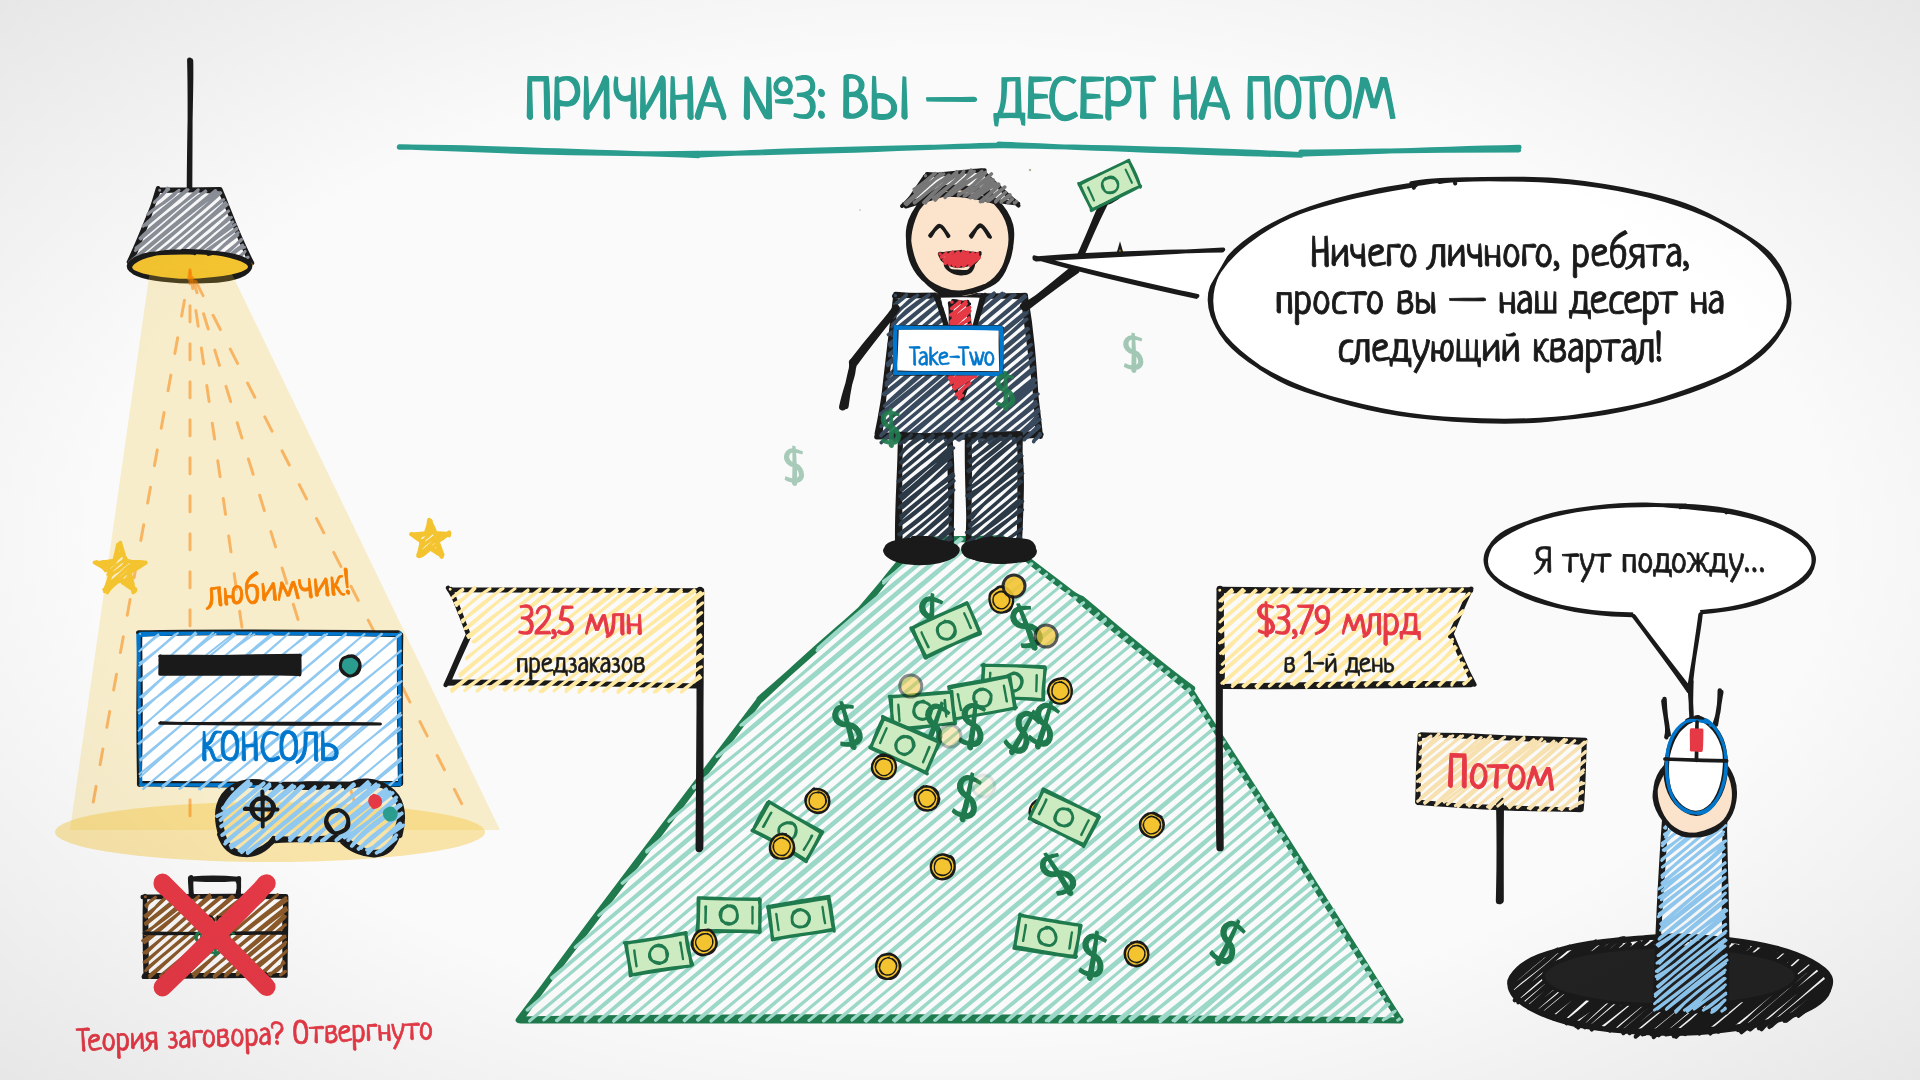 ПРИЧИНА №3: ВЫ — ДЕСЕРТ НА ПОТОМ
Ничего личного, ребята,
просто вы — наш десерт на
следующий квартал!
Take-Two
Я тут подожду...
любимчик!
32,5 млн
предзаказов
$3,79 млрд
в 1-й день
КОНСОЛЬ
Потом
Теория заговора? Отвергнуто